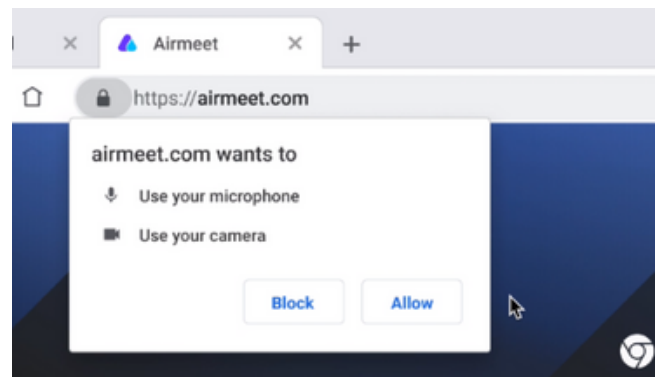 Airmeet
https://airmeet.com
airmeet.com wants to
Use your microphone
Use your camera
Block Allow